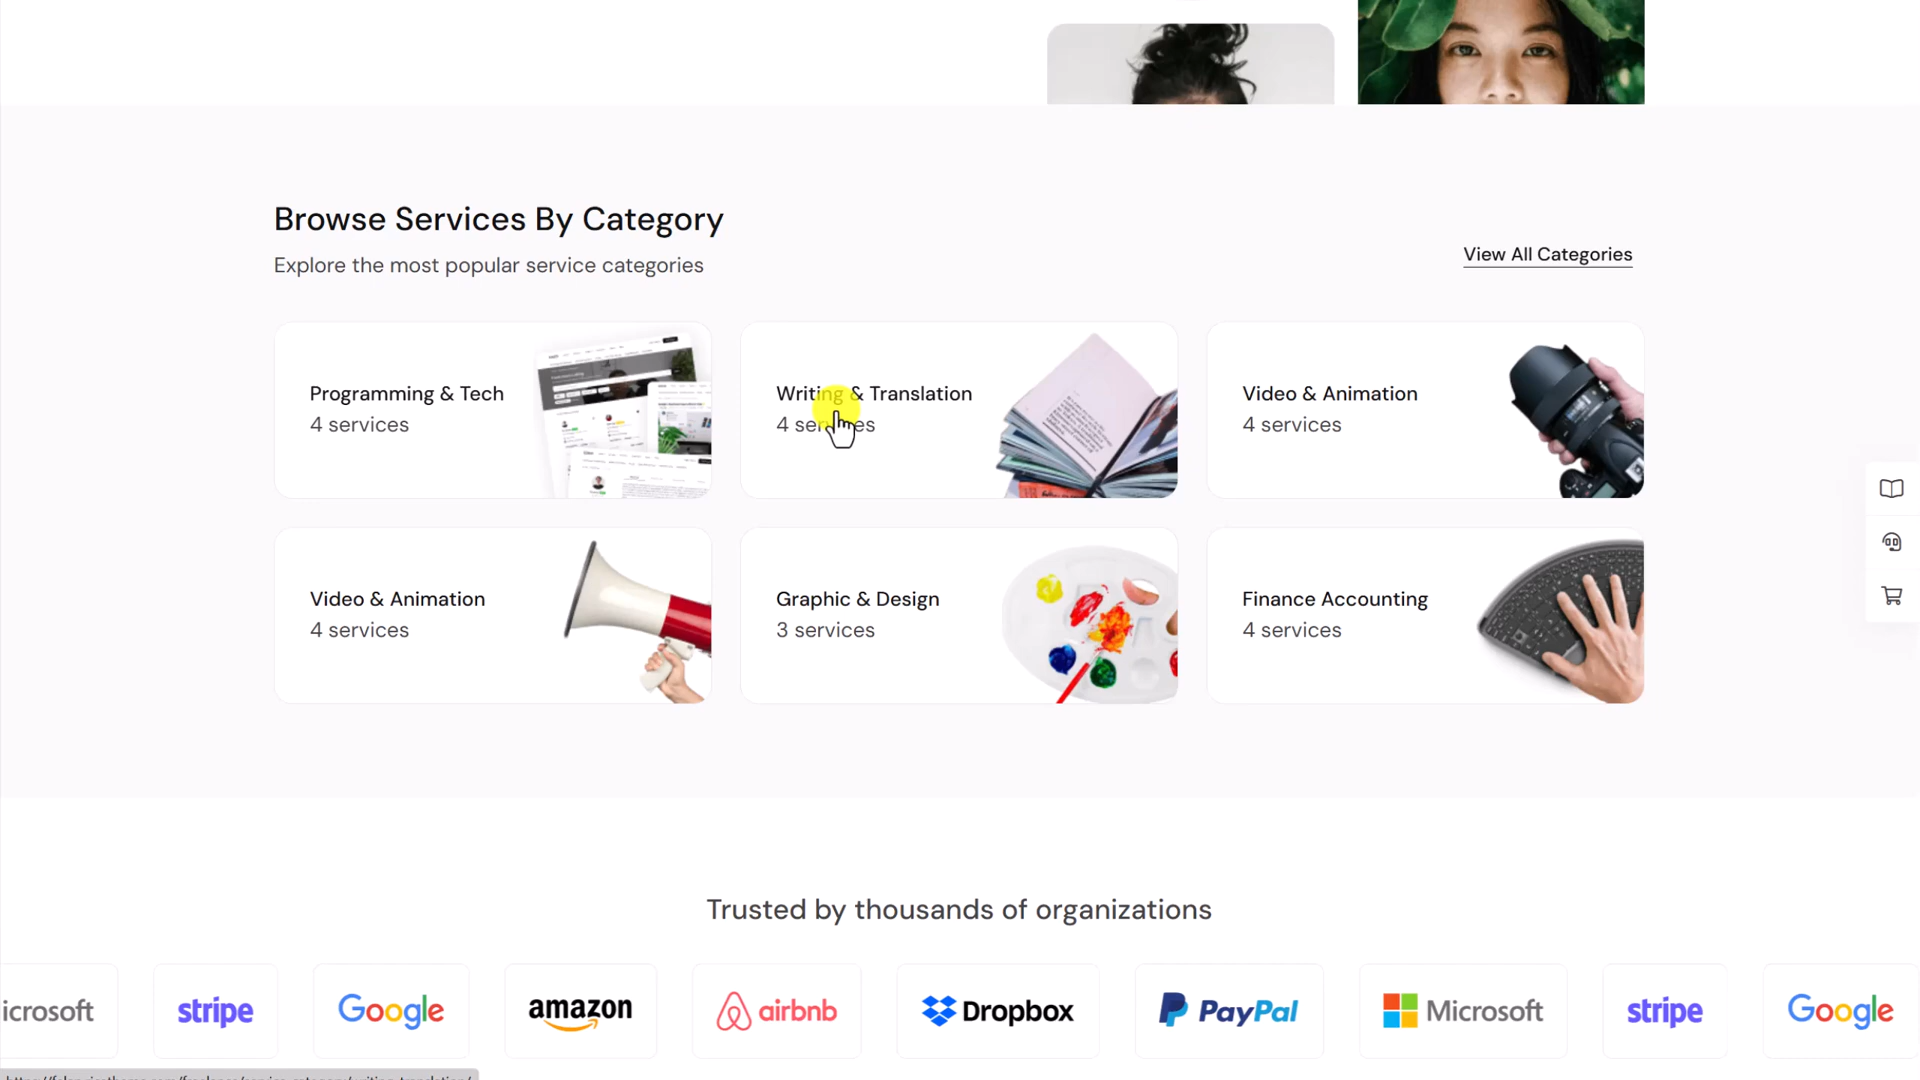 Browse Services By Category
Explore the most popular service categories
View All Categories
Programming & Tech
4 services
Writing & Translation
4 services
Video & Animation
4 services
Video & Animation
4 services
Graphic & Design
3 services
Finance Accounting
4 services
Trusted by thousands of organizations
icrosoft
stripe
Google
amazon
airbnb
Dropbox
PayPal
Microsoft
stripe
Google